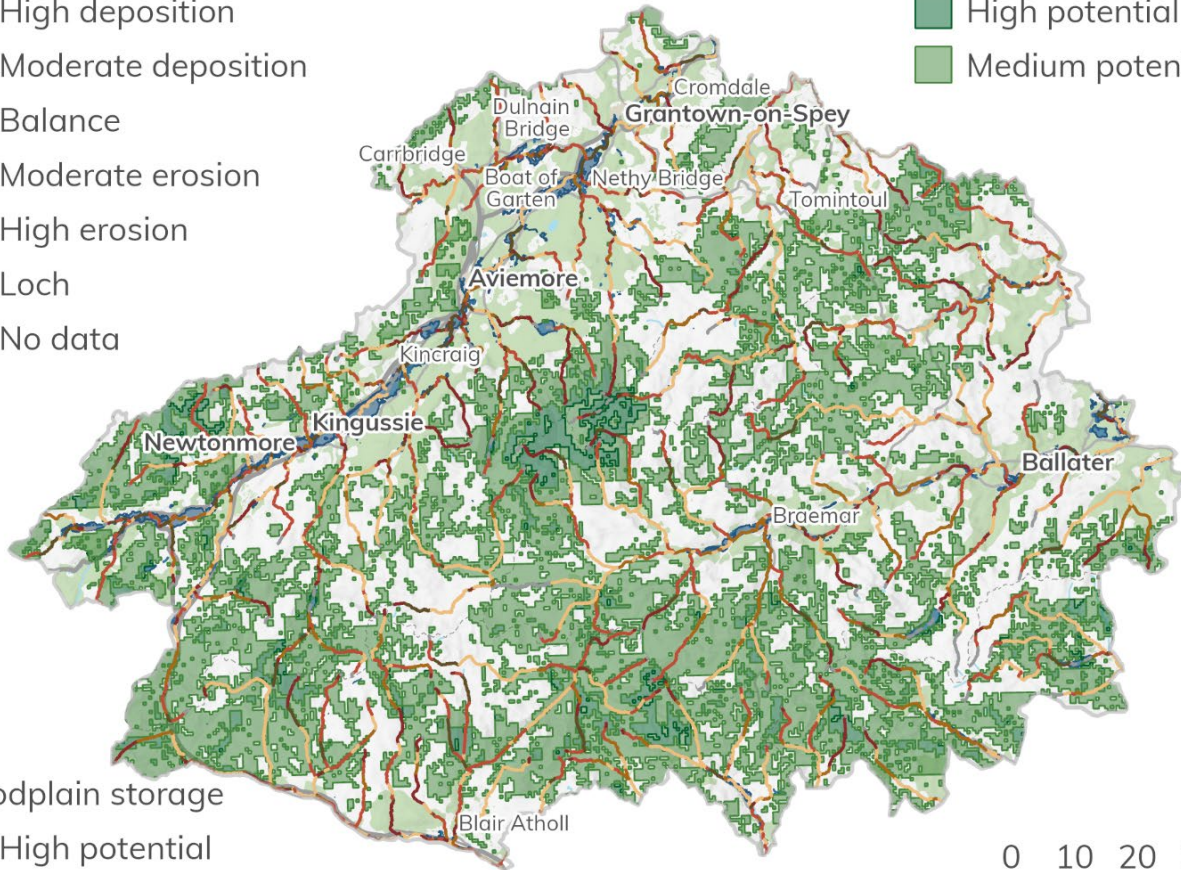 High deposition
Moderate deposition
Balance
Moderate erosion
High erosion
Loch
No data
odplain storage
High potential
High potential
Medium poten
Cromdale
Grantown-on-Spey
Dulnain
Bridge
Carrbridge
Boat of
Garten
Nethy Bridge
Tomintoul
Aviemore
Kincraig
Kingussie
Newtonmore
Ballater
Braemar
Blair Atholl
0 10 20